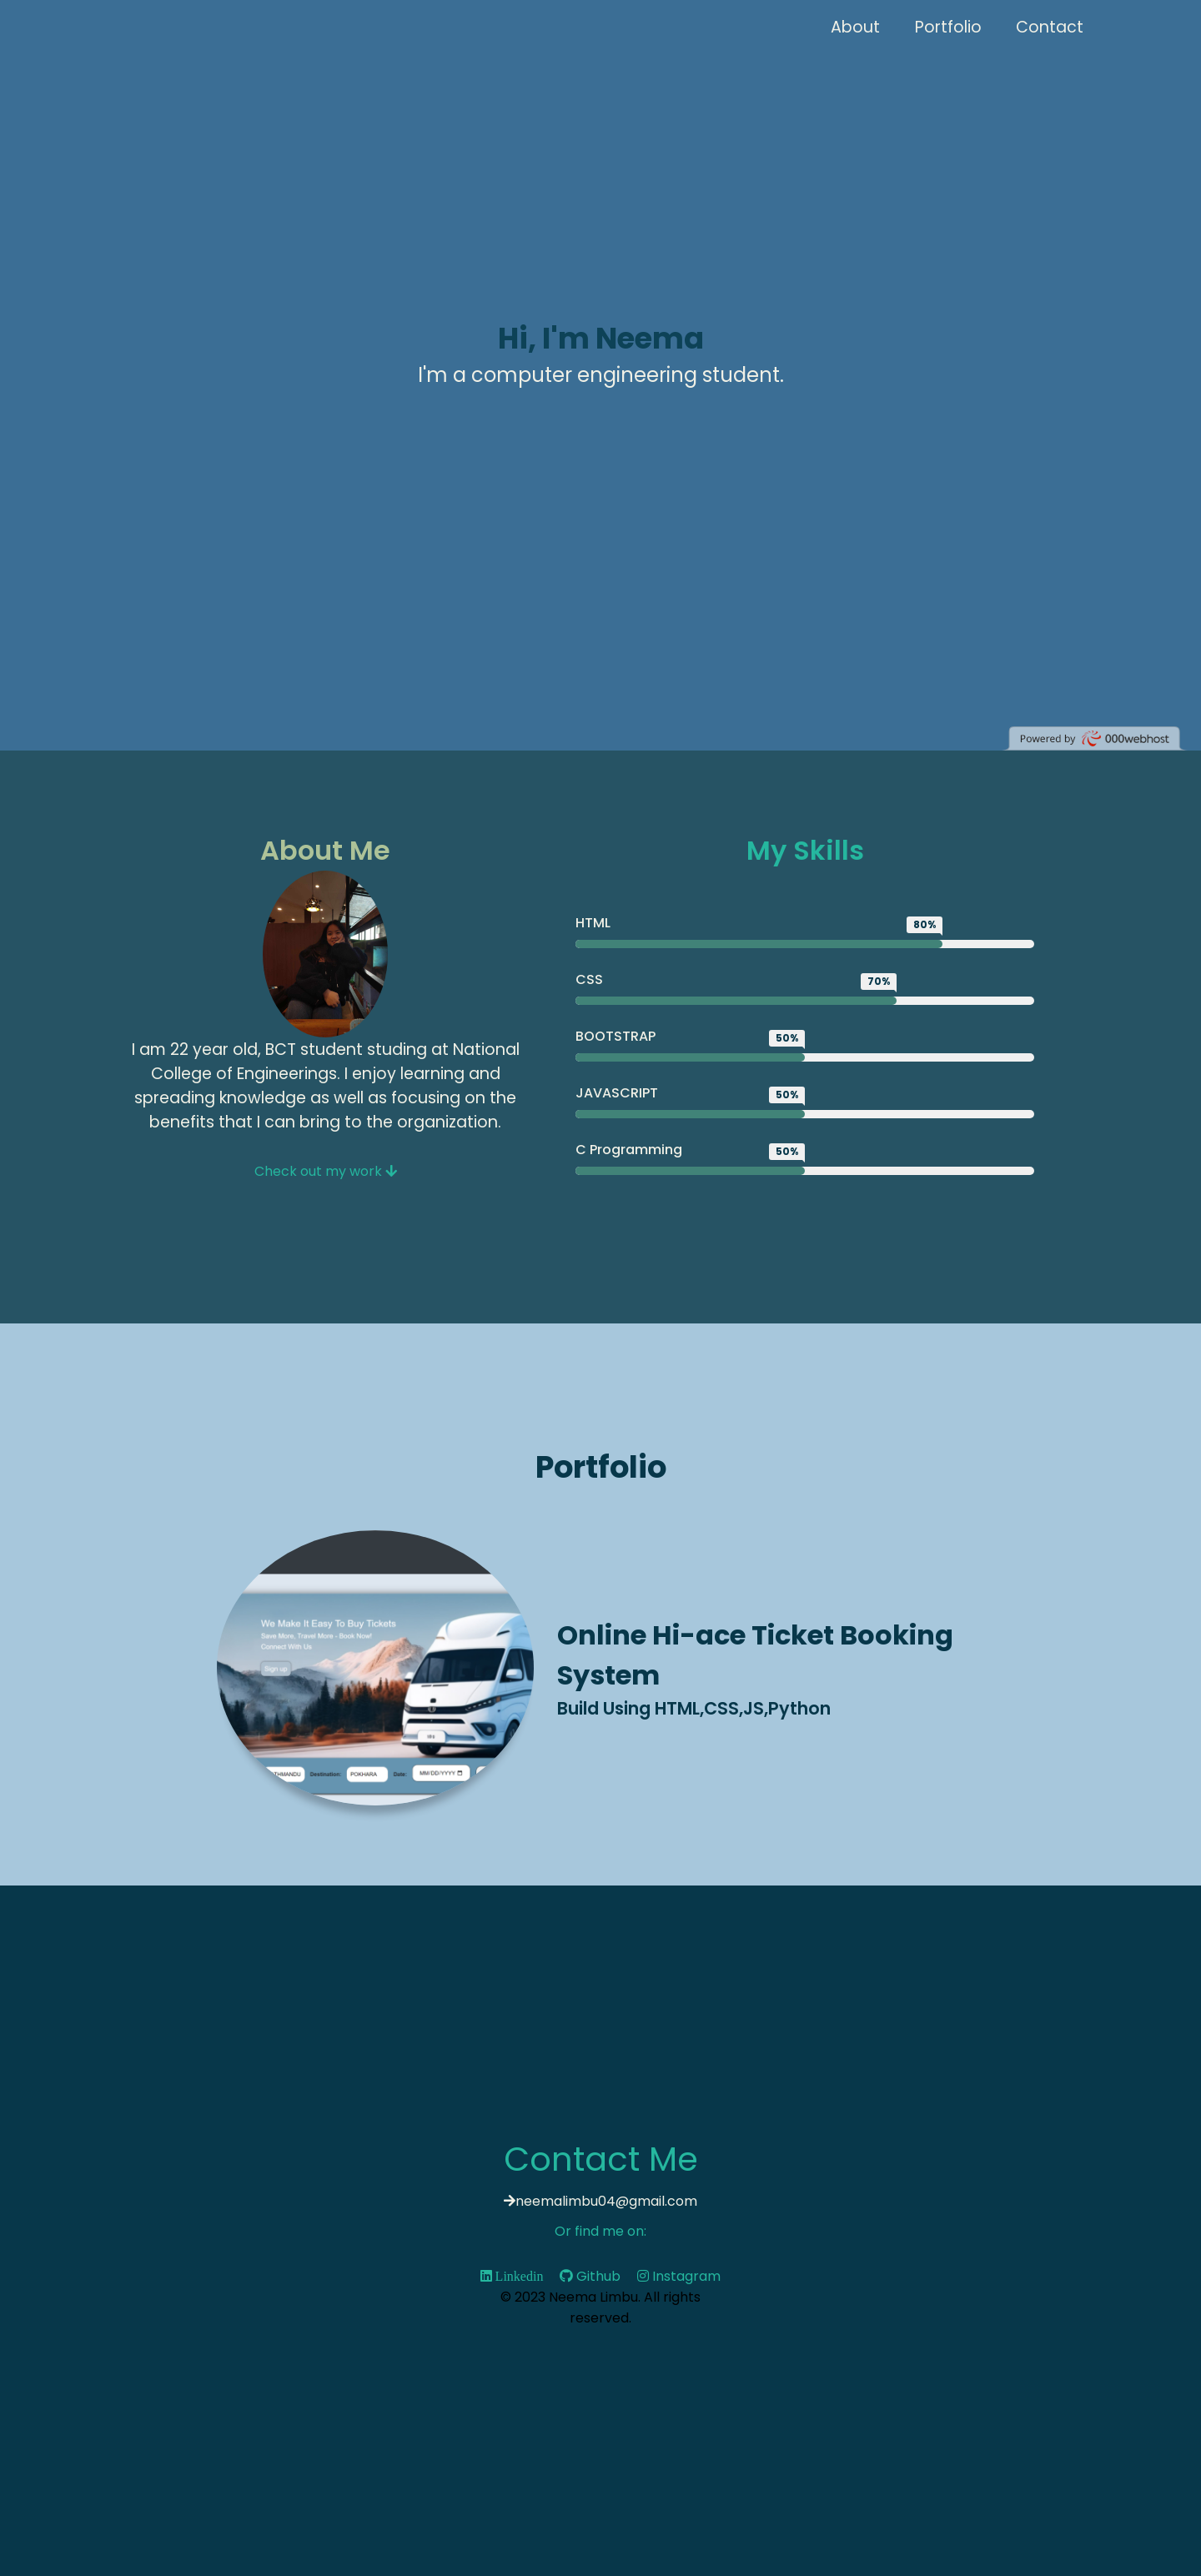 About Portfolio Contact
Hi, I'm Neema
I'm a computer engineering student.
Powered by 000webhost
About Me
I am 22 year old, BCT student studing at National
College of Engineerings. I enjoy learning and
spreading knowledge as well as focusing on the
benefits that I can bring to the organization.
Check out my work
My Skills
HTML 80%
CSS 70%
BOOTSTRAP 50%
JAVASCRIPT 50%
C Programming 50%
Portfolio
We Make It Easy To Buy Tickets
Save More, Travel More - Book Now!
Connect With Us
Sign up
Destination: POKHARA Date: MM/DD/YYYY
Online Hi-ace Ticket Booking
System
Build Using HTML,CSS,JS,Python
Contact Me
neemalimbu04@gmail.com
Or find me on:
Linkedin Github Instagram
© 2023 Neema Limbu. All rights
reserved.